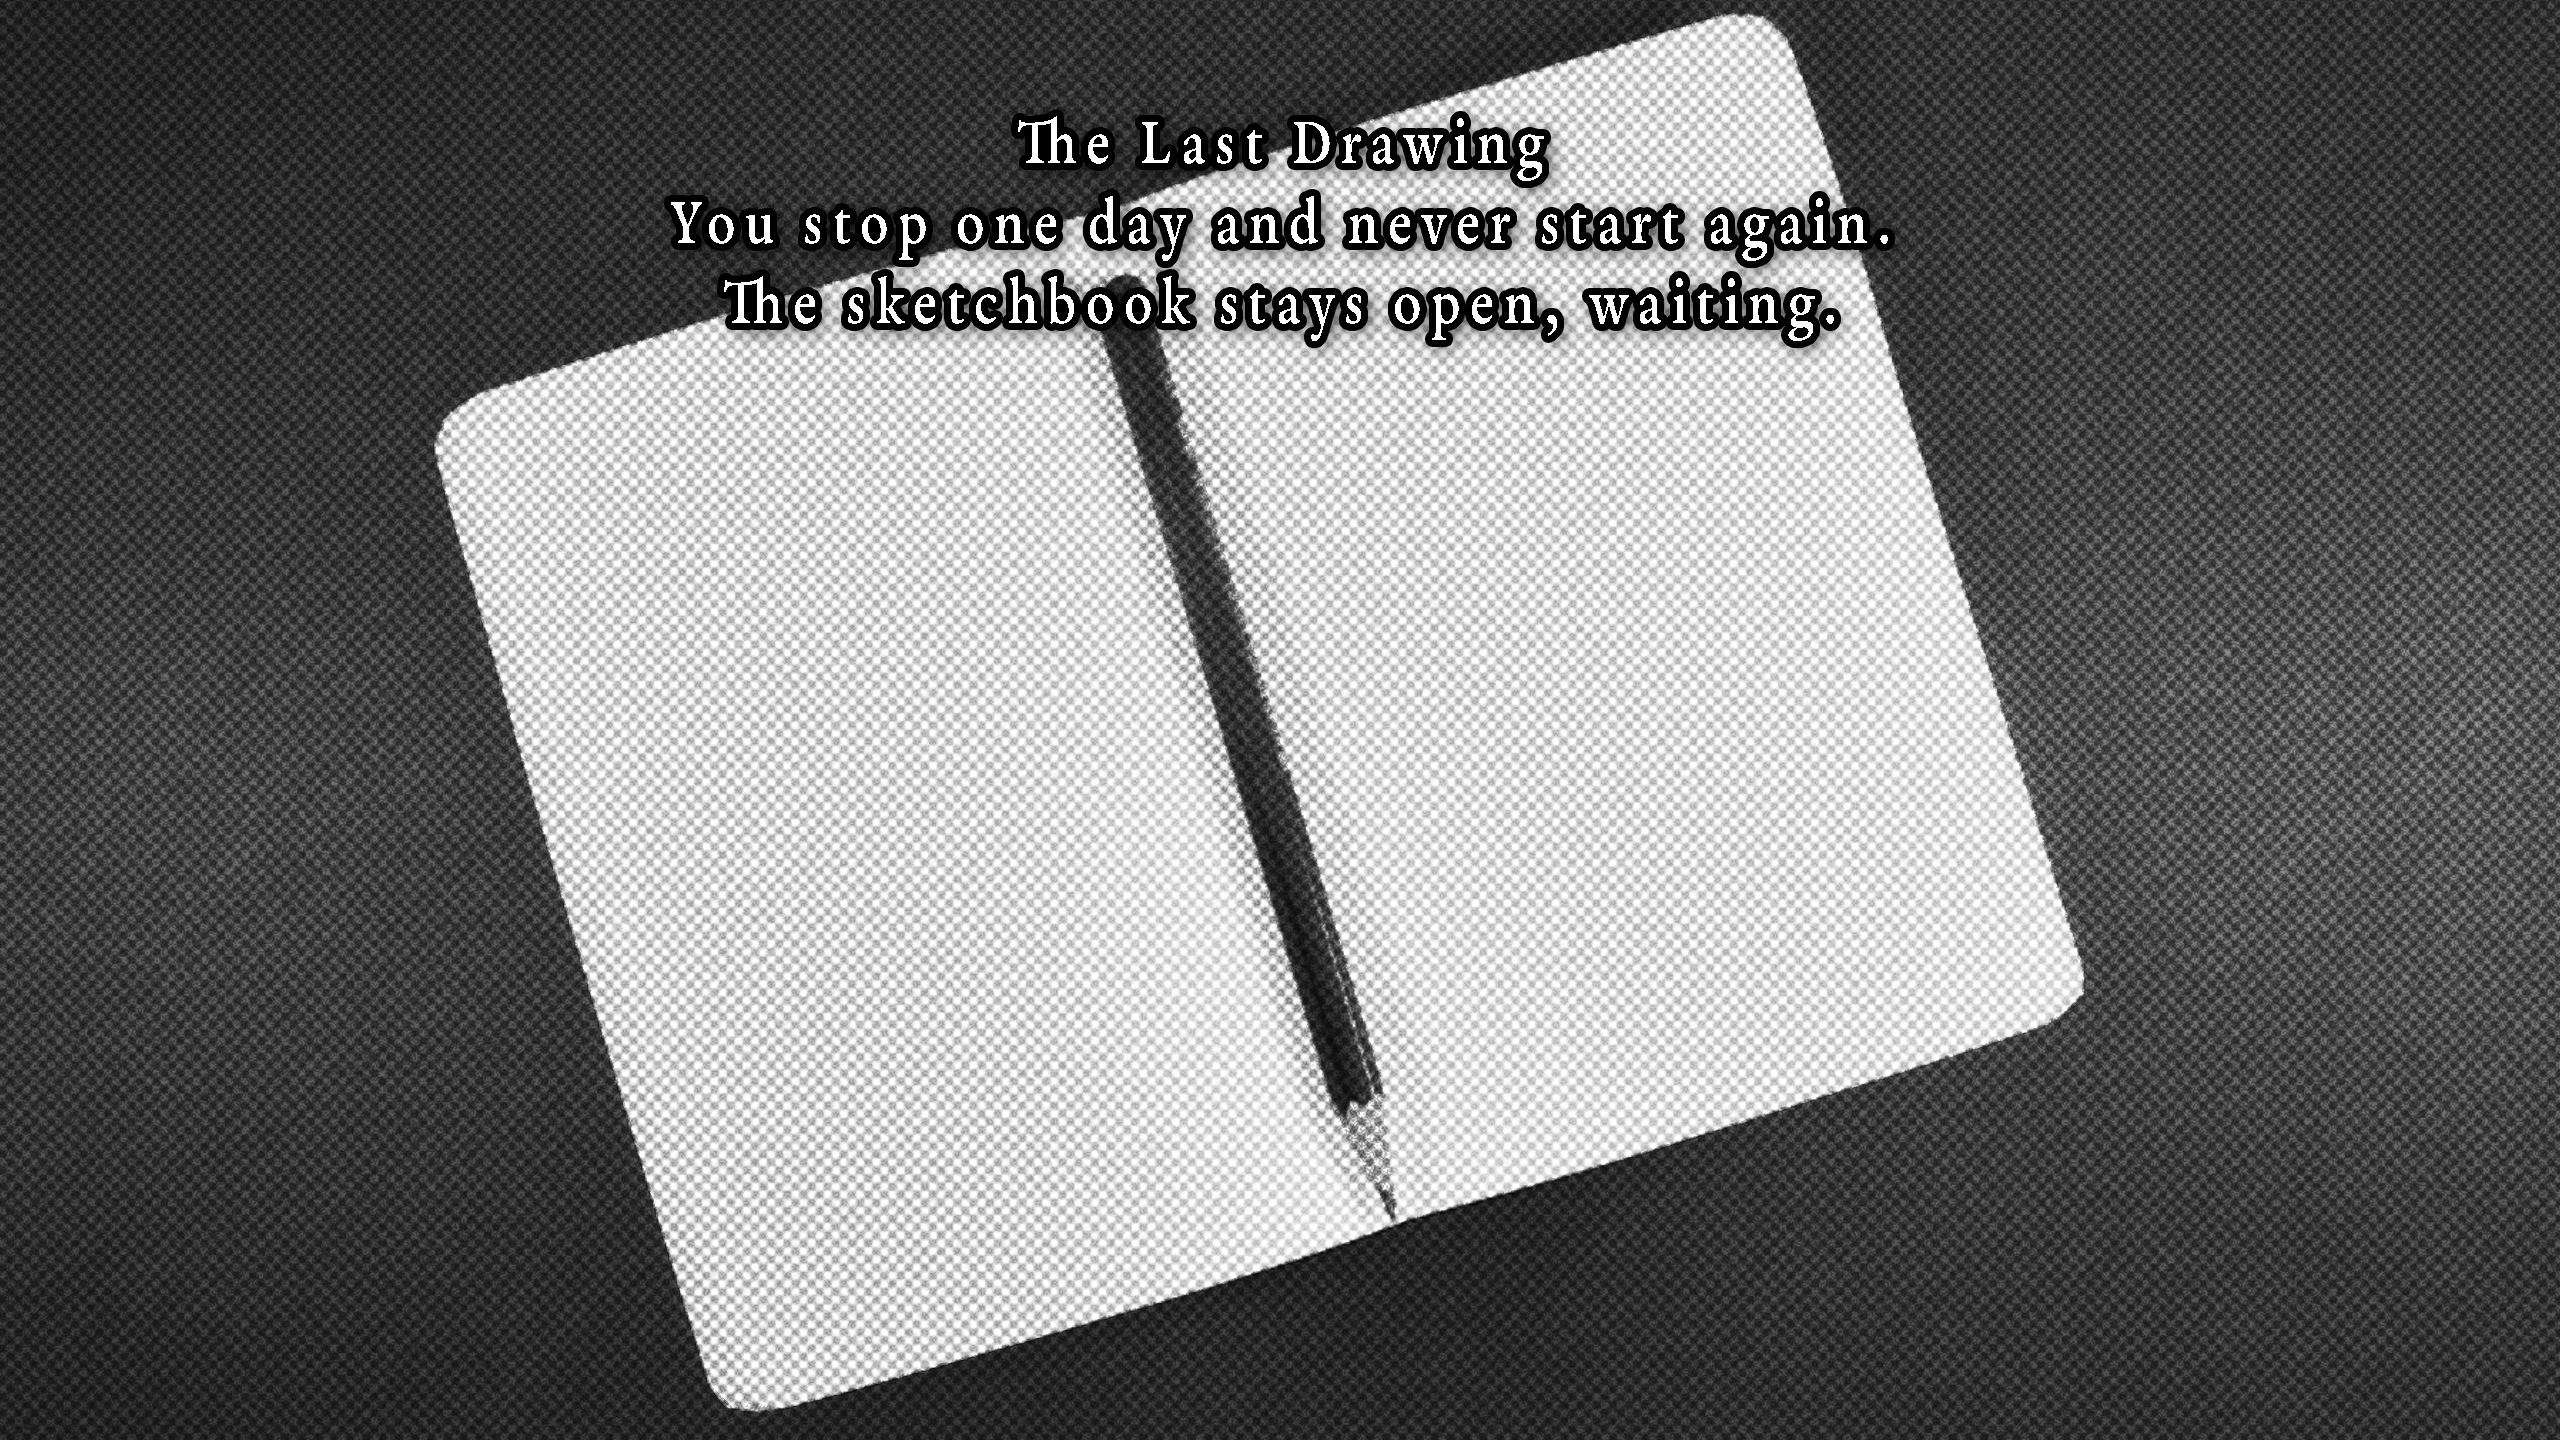 The Last Drawing
You stop one day and never start again.
The sketchbook stays open, waiting.